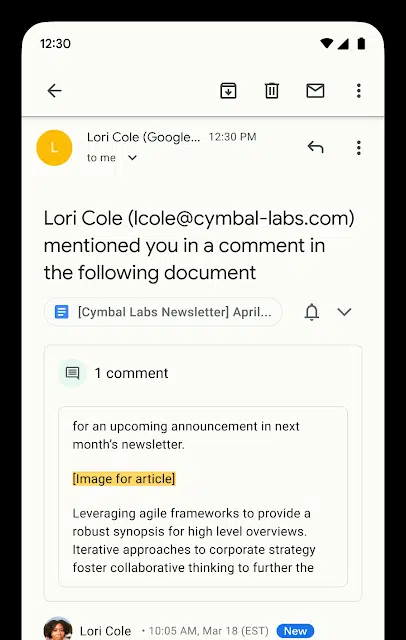 12:30
Lori Cole (Google... 12:30 PM
L
to me
Lori Cole (lcole@cymbal-labs.com)
mentioned you in a comment in
the following document
[Cymbal Labs Newsletter] April...
1 comment
for an upcoming announcement in next
month's newsletter.
[Image for article]
Leveraging agile frameworks to provide a
robust synopsis for high level overviews.
Iterative approaches to corporate strategy
foster collaborative thinking to further the
Lori Cole • 10:05 AM, Mar 18 (EST) New